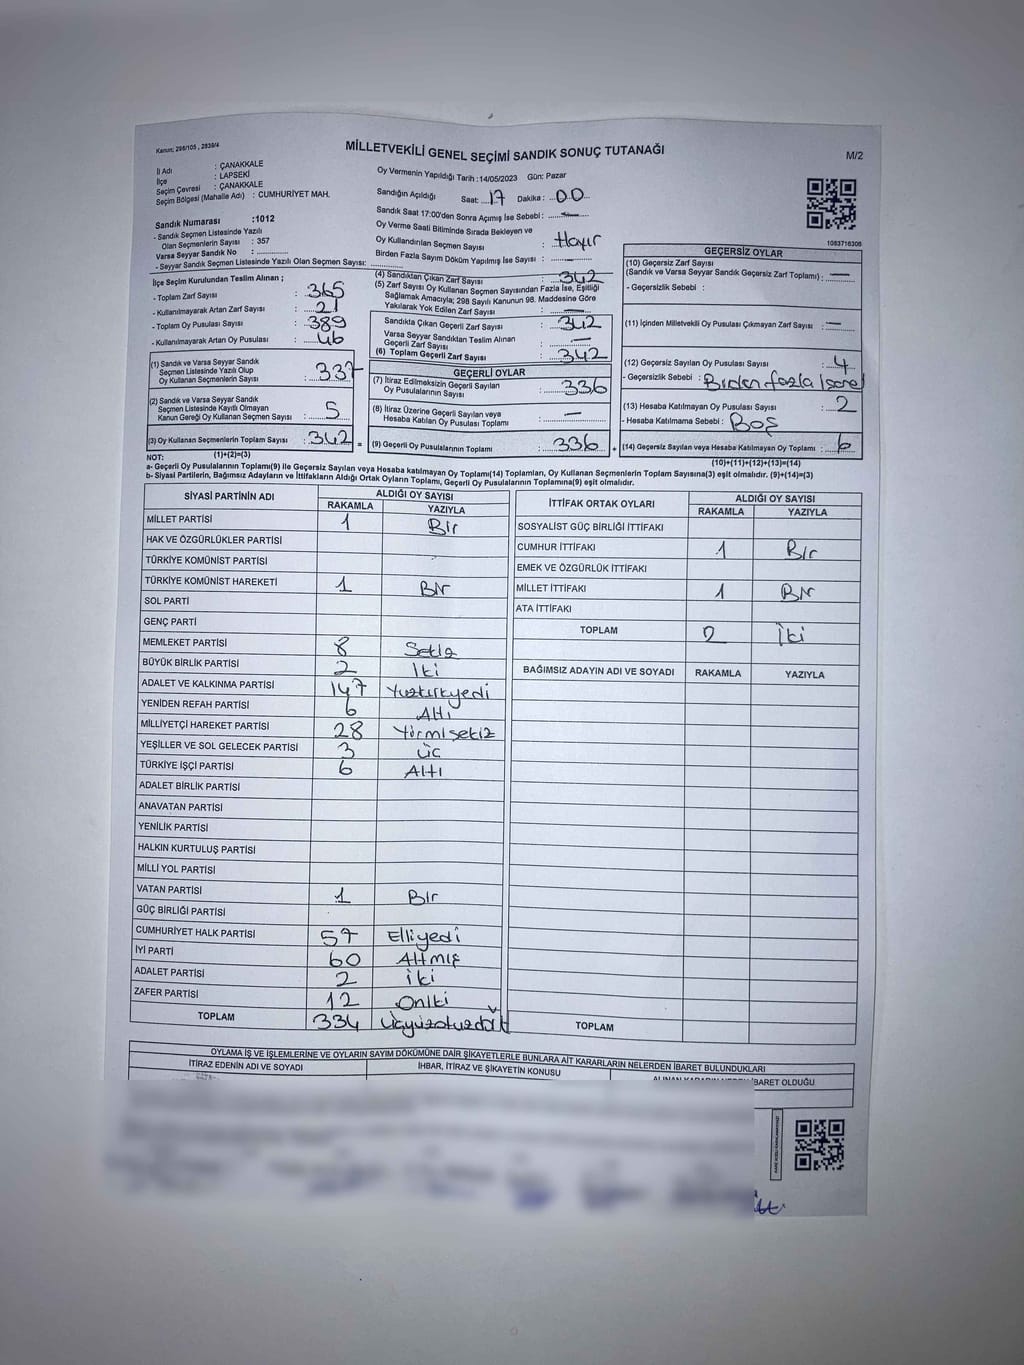 Kanun: 298/105 , 2839/4
MİLLETVEKİLİ GENEL SEÇİMİ SANDIK SONUÇ TUTANAĞI
M/2
İl Adı : ÇANAKKALE
İlçe : LAPSEKİ
Seçim Çevresi : ÇANAKKALE
Seçim Bölgesi (Mahalle Adı) : CUMHURİYET MAH.
Oy Vermenin Yapıldığı Tarih :14/05/2023 Gün: Pazar
Sandığın Açıldığı Saat: 17 Dakika: 00
Sandık Saat 17:00'den Sonra Açımış İse Sebebi : —
Oy Verme Saati Bitiminde Sırada Bekleyen ve
Oy Kullandırılan Seçmen Sayısı : Hayır
Birden Fazla Sayım Döküm Yapılmış İse Sayısı : —
1083716306
Sandık Numarası :1012
- Sandık Seçmen Listesinde Yazılı
Olan Seçmenlerin Sayısı : 357
Varsa Seyyar Sandık No :
- Seyyar Sandık Seçmen Listesinde Yazılı Olan Seçmen Sayısı:
İlçe Seçim Kurulundan Teslim Alınan ;
- Toplam Zarf Sayısı : 365
- Kullanılmayarak Artan Zarf Sayısı : 21
- Toplam Oy Pusulası Sayısı : 389
- Kullanılmayarak Artan Oy Pusulası : 46
(1) Sandık ve Varsa Seyyar Sandık
Seçmen Listesinde Yazılı Olup
Oy Kullanan Seçmenlerin Sayısı : 337
(2) Sandık ve Varsa Seyyar Sandık
Seçmen Listesinde Kayıtlı Olmayan
Kanun Gereği Oy Kullanan Seçmen Sayısı : 5
(3) Oy Kullanan Seçmenlerin Toplam Sayısı : 342 =
(4) Sandıktan Çıkan Zarf Sayısı : 342
(5) Zarf Sayısı Oy Kullanan Seçmen Sayısından Fazla İse, Eşitliği
Sağlamak Amacıyla; 298 Sayılı Kanunun 98. Maddesine Göre
Yakılarak Yok Edilen Zarf Sayısı : —
Sandıkta Çıkan Geçerli Zarf Sayısı : 342
Varsa Seyyar Sandıktan Teslim Alınan
Geçerli Zarf Sayısı : —
(6) Toplam Geçerli Zarf Sayısı : 342
GEÇERLİ OYLAR
(7) İtiraz Edilmeksizin Geçerli Sayılan
Oy Pusulalarının Sayısı : 336
(8) İtiraz Üzerine Geçerli Sayılan veya
Hesaba Katılan Oy Pusulası Toplamı : —
(9) Geçerli Oy Pusulalarının Toplamı : 336 +
GEÇERSİZ OYLAR
(10) Geçersiz Zarf Sayısı
(Sandık ve Varsa Seyyar Sandık Geçersiz Zarf Toplamı) : —
- Geçersizlik Sebebi :
(11) İçinden Milletvekili Oy Pusulası Çıkmayan Zarf Sayısı : —
(12) Geçersiz Sayılan Oy Pusulası Sayısı : 4
- Geçersizlik Sebebi : Birden fazla İşaret
(13) Hesaba Katılmayan Oy Pusulası Sayısı : 2
- Hesaba Katılmama Sebebi : Boş
(14) Geçersiz Sayılan veya Hesaba Katılmayan Oy Toplamı : 6
NOT: (1)+(2)=(3)
(10)+(11)+(12)+(13)=(14)
a- Geçerli Oy Pusulalarının Toplamı(9) ile Geçersiz Sayılan veya Hesaba katılmayan Oy Toplamı(14) Toplamları, Oy Kullanan Seçmenlerin Toplam Sayısına(3) eşit olmalıdır. (9)+(14)=(3)
b- Siyasi Partilerin, Bağımsız Adayların ve İttifakların Aldığı Ortak Oyların Toplamı, Geçerli Oy Pusulalarının Toplamına(9) eşit olmalıdır.
SİYASİ PARTİNİN ADI ALDIĞI OY SAYISI
RAKAMLA YAZIYLA
MİLLET PARTİSİ 1 Bir
HAK VE ÖZGÜRLÜKLER PARTİSİ
TÜRKİYE KOMÜNİST PARTİSİ
TÜRKİYE KOMÜNİST HAREKETİ 1 Bir
SOL PARTİ
GENÇ PARTİ
MEMLEKET PARTİSİ 8 Sekiz
BÜYÜK BİRLİK PARTİSİ 2 İki
ADALET VE KALKINMA PARTİSİ 147 Yüzkırkyedi
YENİDEN REFAH PARTİSİ 6 Altı
MİLLİYETÇİ HAREKET PARTİSİ 28 Yirmisekiz
YEŞİLLER VE SOL GELECEK PARTİSİ 3 üç
TÜRKİYE İŞÇİ PARTİSİ 6 Altı
ADALET BİRLİK PARTİSİ
ANAVATAN PARTİSİ
YENİLİK PARTİSİ
HALKIN KURTULUŞ PARTİSİ
MİLLİ YOL PARTİSİ
VATAN PARTİSİ 1 Bir
GÜÇ BİRLİĞİ PARTİSİ
CUMHURİYET HALK PARTİSİ 57 Elliyedi
İYİ PARTİ 60 Altmış
ADALET PARTİSİ 2 iki
ZAFER PARTİSİ 12 Oniki
TOPLAM 334 Üçyüzotuzdört
İTTİFAK ORTAK OYLARI ALDIĞI OY SAYISI
RAKAMLA YAZIYLA
SOSYALİST GÜÇ BİRLİĞİ İTTİFAKI
CUMHUR İTTİFAKI 1 Bir
EMEK VE ÖZGÜRLÜK İTTİFAKI
MİLLET İTTİFAKI 1 Bir
ATA İTTİFAKI
TOPLAM 2 İki
BAĞIMSIZ ADAYIN ADI VE SOYADI RAKAMLA YAZIYLA
TOPLAM
OYLAMA İŞ VE İŞLEMLERİNE VE OYLARIN SAYIM DÖKÜMÜNE DAİR ŞİKAYETLERLE BUNLARA AİT KARARLARIN NELERDEN İBARET BULUNDUKLARI
İTİRAZ EDENİN ADI VE SOYADI İHBAR, İTİRAZ VE ŞİKAYETİN KONUSU İBARET OLDUĞU